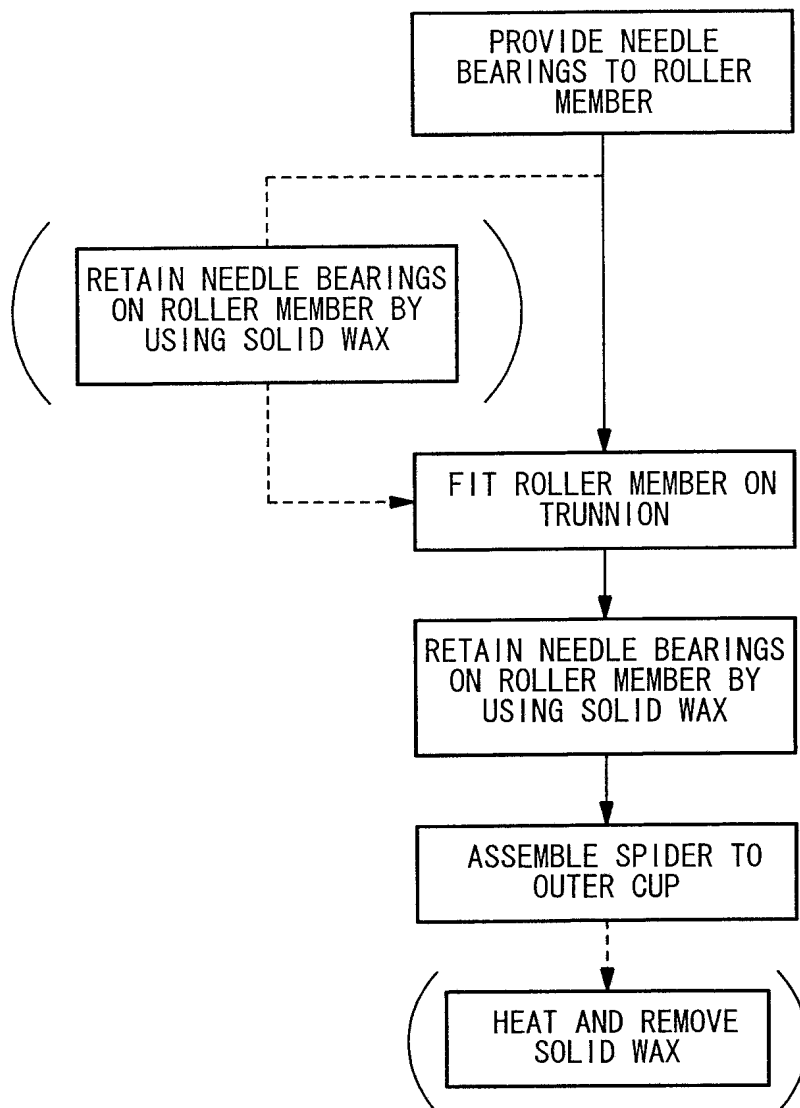 PROVIDE NEEDLE
BEARINGS TO ROLLER
MEMBER
RETAIN NEEDLE BEARINGS
ON ROLLER MEMBER BY
USING SOLID WAX
FIT ROLLER MEMBER ON
TRUNNION
RETAIN NEEDLE BEARINGS
ON ROLLER MEMBER BY
USING SOLID WAX
ASSEMBLE SPIDER TO
OUTER CUP
HEAT AND REMOVE
SOLID WAX